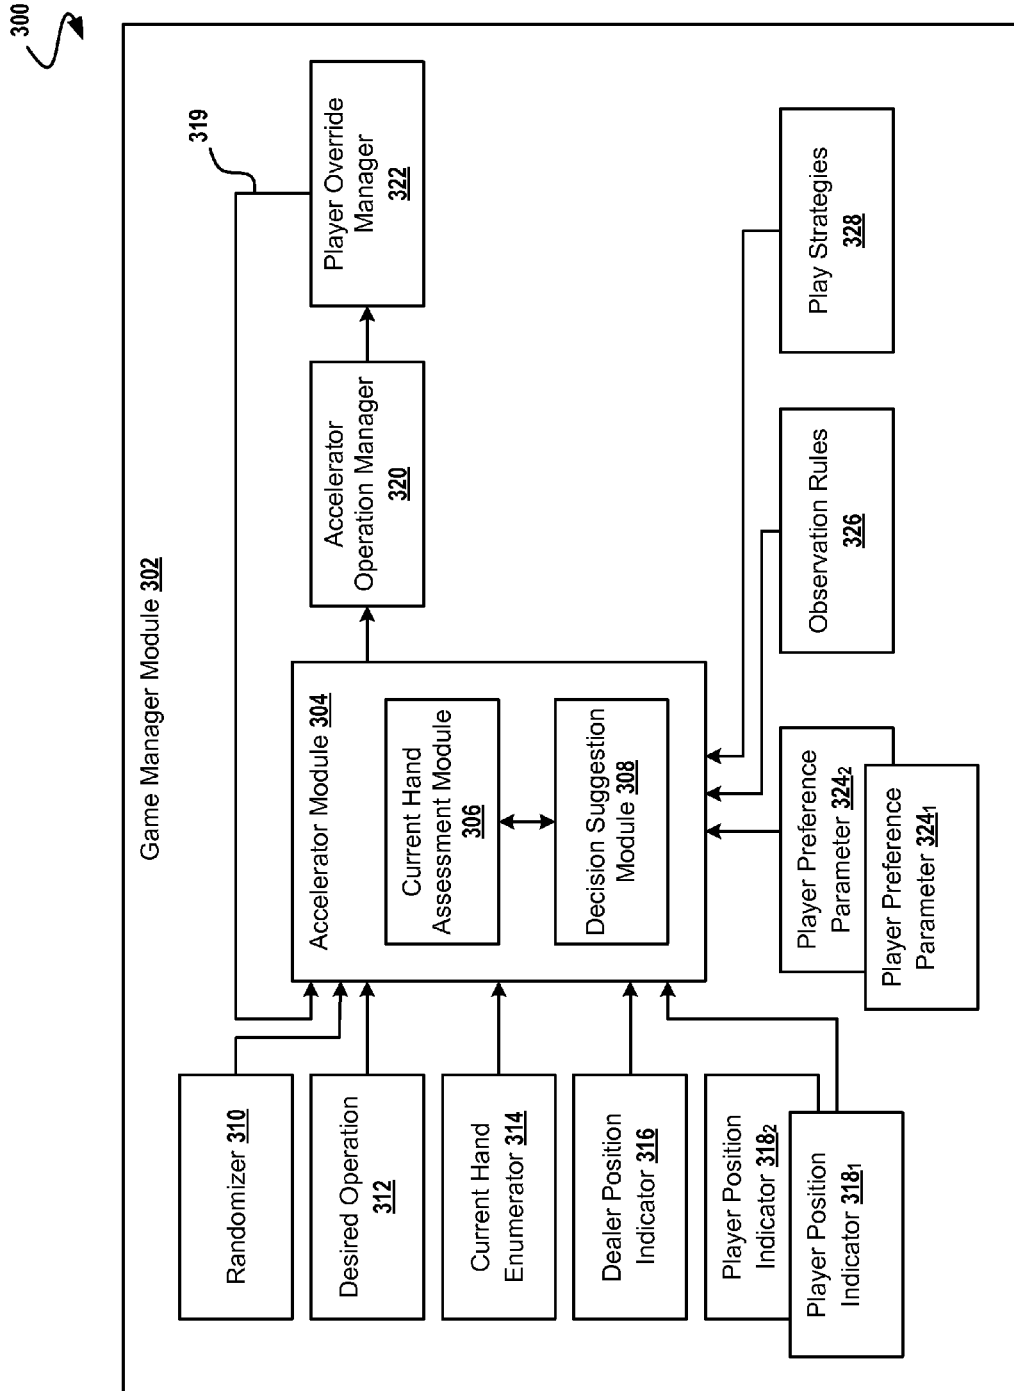 300
Game Manager Module 302
319
Randomizer 310
Desired Operation
312
Current Hand
Enumerator 314
Dealer Position
Indicator 316
Player Position
Indicator 318₂
Player Position
Indicator 318₁
Accelerator Module 304
Current Hand
Assessment Module
306
Decision Suggestion
Module 308
Accelerator
Operation Manager
320
Player Override
Manager
322
Player Preference
Parameter 324₂
Player Preference
Parameter 324₁
Observation Rules
326
Play Strategies
328